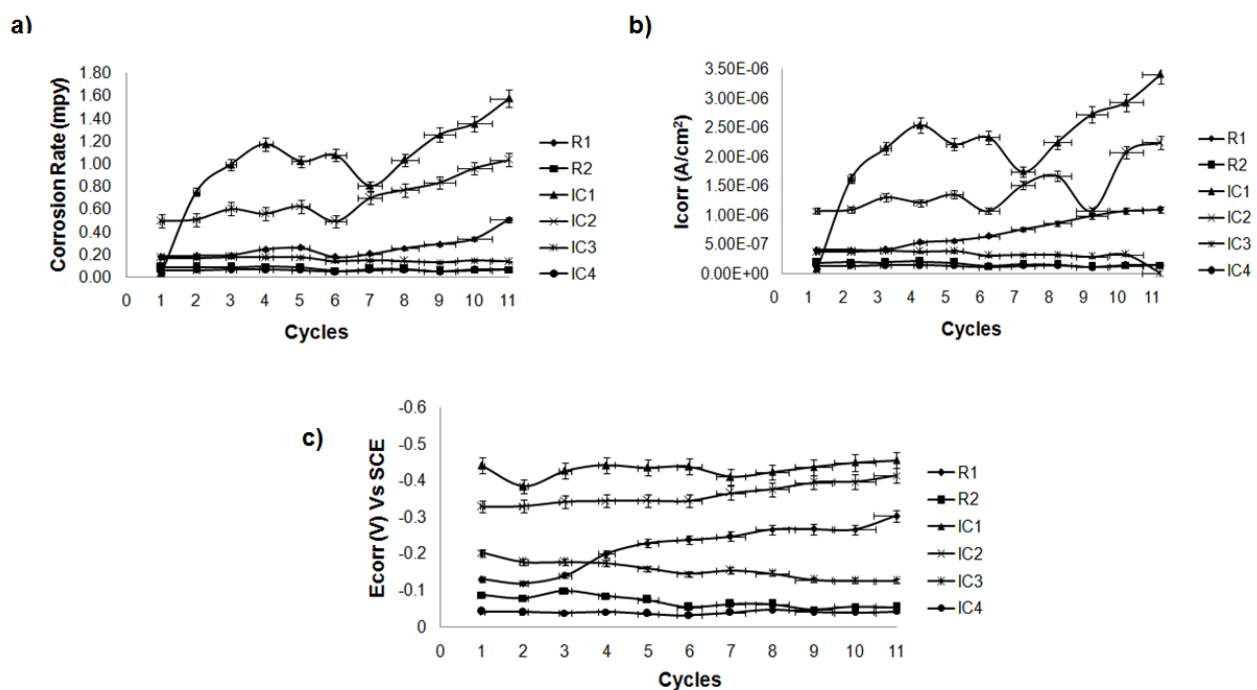 a)
Corrosion Rate (mpy)
1.80
1.60
1.40
1.20
1.00
0.80
0.60
0.40
0.20
0.00
0 1 2 3 4 5 6 7 8 9 10 11
Cycles
R1
R2
IC1
IC2
IC3
IC4
b)
Icorr (A/cm²)
3.50E-06
3.00E-06
2.50E-06
2.00E-06
1.50E-06
1.00E-06
5.00E-07
0.00E+00
0 1 2 3 4 5 6 7 8 9 10 11
Cycles
R1
R2
IC1
IC2
IC3
IC4
c)
Ecorr (V) Vs SCE
-0.6
-0.5
-0.4
-0.3
-0.2
-0.1
0
0 1 2 3 4 5 6 7 8 9 10 11
Cycles
R1
R2
IC1
IC2
IC3
IC4